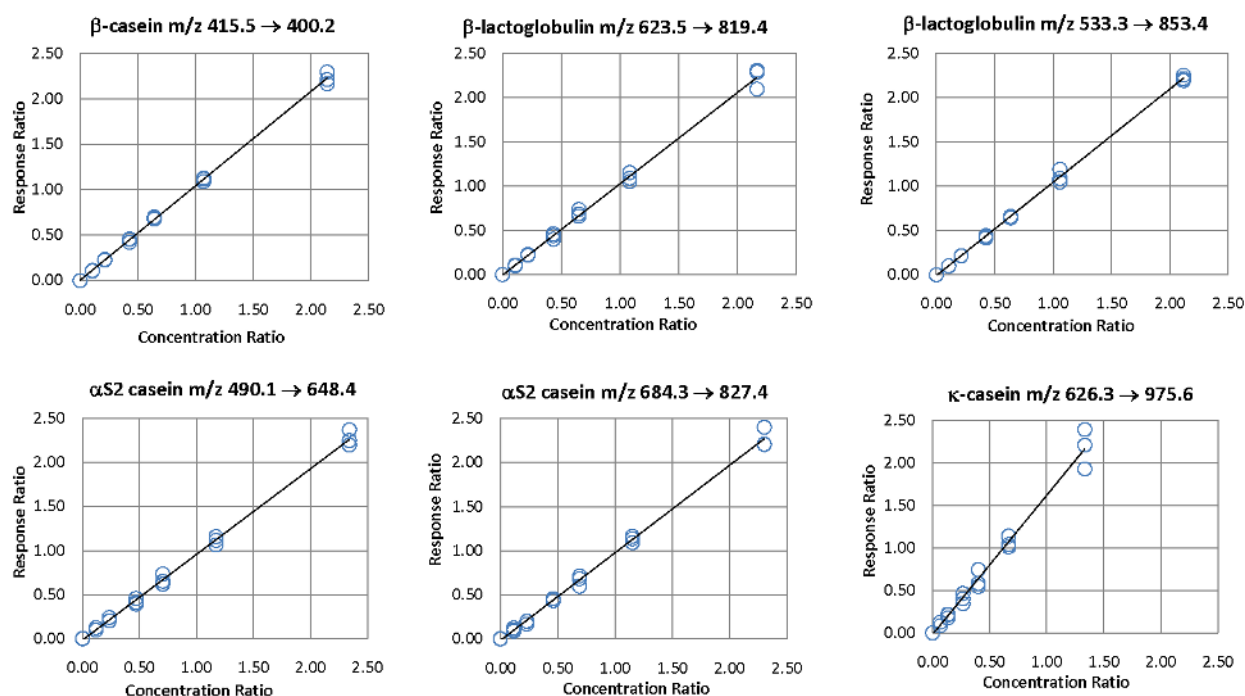 β-casein m/z 415.5 → 400.2
2.50
2.00
1.50
1.00
0.50
0.00
Response Ratio
0.00 0.50 1.00 1.50 2.00 2.50
Concentration Ratio
β-lactoglobulin m/z 623.5 → 819.4
2.50
2.00
1.50
1.00
0.50
0.00
Response Ratio
0.00 0.50 1.00 1.50 2.00 2.50
Concentration Ratio
β-lactoglobulin m/z 533.3 → 853.4
2.50
2.00
1.50
1.00
0.50
0.00
Response Ratio
0.00 0.50 1.00 1.50 2.00 2.50
Concentration Ratio
αS2 casein m/z 490.1 → 648.4
2.50
2.00
1.50
1.00
0.50
0.00
Response Ratio
0.00 0.50 1.00 1.50 2.00 2.50
Concentration Ratio
αS2 casein m/z 684.3 → 827.4
2.50
2.00
1.50
1.00
0.50
0.00
Response Ratio
0.00 0.50 1.00 1.50 2.00 2.50
Concentration Ratio
κ-casein m/z 626.3 → 975.6
2.50
2.00
1.50
1.00
0.50
0.00
Response Ratio
0.00 0.50 1.00 1.50 2.00 2.50
Concentration Ratio